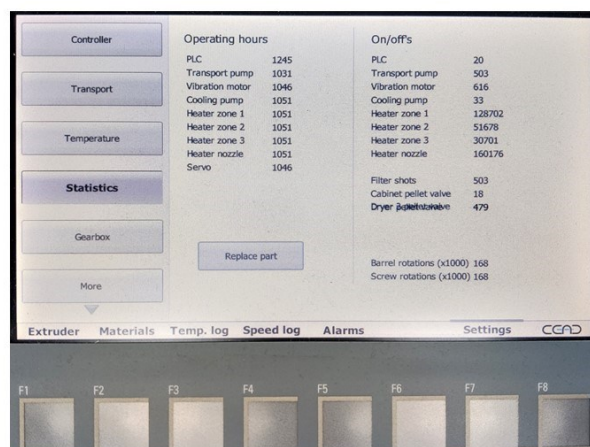 Controller
Transport
Temperature
Statistics
Gearbox
More
Operating hours
PLC 1245
Transport pump 1031
Vibration motor 1046
Cooling pump 1051
Heater zone 1 1051
Heater zone 2 1051
Heater zone 3 1051
Heater nozzle 1051
Servo 1046
Replace part
On/off's
PLC 20
Transport pump 503
Vibration motor 616
Cooling pump 33
Heater zone 1 128702
Heater zone 2 51678
Heater zone 3 30701
Heater nozzle 160176
Filter shots 503
Cabinet pellet valve 18
Dryer valve 479
Barrel rotations (x1000) 168
Screw rotations (x1000) 168
Extruder Materials Temp. log Speed log Alarms Settings CEAD
F1 F2 F3 F4 F5 F6 F7 F8